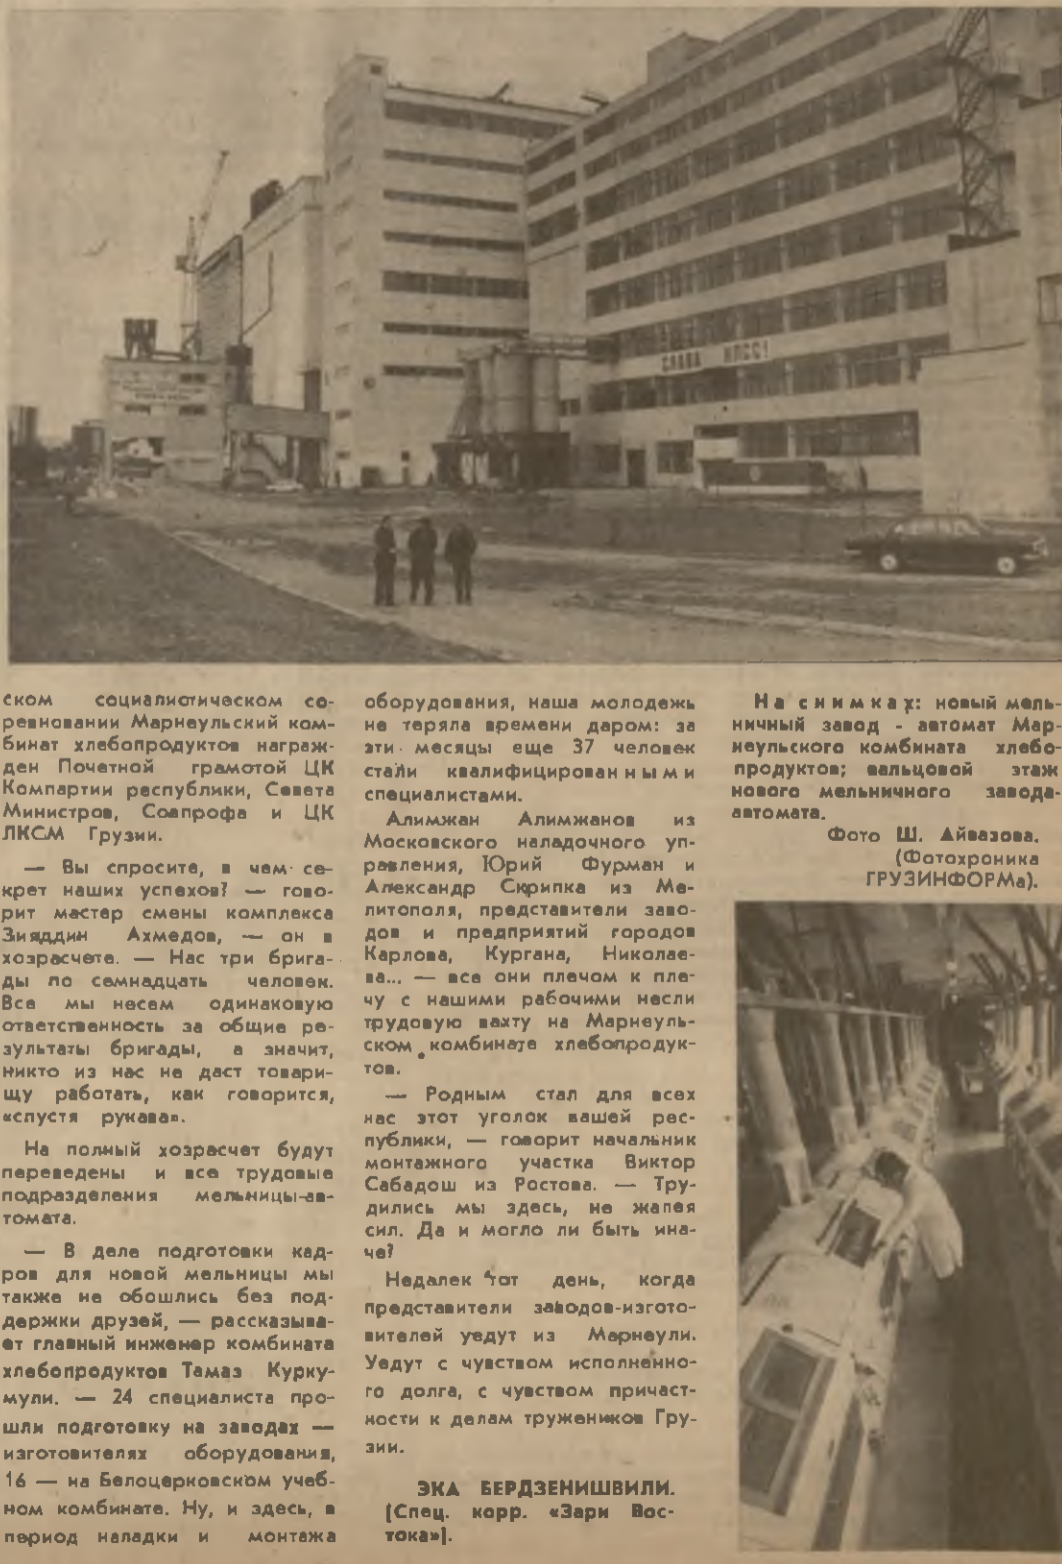 СЛАВА КПСС!
ском социалистическом со-
ревновании Марнеульский ком-
бинат хлебопродуктов награж-
ден Почетной грамотой ЦК
Компартии республики, Совета
Министров, Совпрофа и ЦК
ЛКСМ Грузии.
— Вы спросите, в чем се-
крет наших успехов? — гово-
рит мастер смены комплекса
Зияддин Ахмедов, — он в
хозрасчете. — Нас три брига-
ды по семнадцать человек.
Все мы несем одинаковую
ответственность за общие ре-
зультаты бригады, а значит,
никто из нас не даст товари-
щу работать, как говорится,
«спустя рукава».
На полный хозрасчет будут
переведены и все трудовые
подразделения мельницы-ав-
томата.
— В деле подготовки кад-
ров для новой мельницы мы
также не обошлись без под-
держки друзей, — рассказыва-
ет главный инженер комбината
хлебопродуктов Тамаз Курку-
мули. — 24 специалиста про-
шли подготовку на заводах —
изготовителях оборудования,
16 — на Белоцерковском учеб-
ном комбинате. Ну, и здесь, в
период наладки и монтажа
оборудования, наша молодежь
не теряла времени даром: за
эти месяцы еще 37 человек
стали квалифицированными
специалистами.
Алимжан Алимжанов из
Московского наладочного уп-
равления, Юрий Фурман и
Александр Скрипка из Ме-
литополя, представители заво-
дов и предприятий городов
Карлова, Кургана, Николае-
ва... — все они плечом к пле-
чу с нашими рабочими несли
трудовую вахту на Марнеуль-
ском комбинате хлебопродук-
тов.
— Родным стал для всех
нас этот уголок вашей рес-
публики, — говорит начальник
монтажного участка Виктор
Сабадош из Ростова. — Тру-
дились мы здесь, не жалея
сил. Да и могло ли быть ина-
че?
Недалек тот день, когда
представители заводов-изгото-
вителей уедут из Марнеули.
Уедут с чувством исполненно-
го долга, с чувством причаст-
ности к делам тружеников Гру-
зии.
ЭКА БЕРДЗЕНИШВИЛИ.
(Спец. корр. «Зари Вос-
тока»).
На снимках: новый мель-
ничный завод - автомат Мар-
неульского комбината хлебо-
продуктов; вальцовой этаж
нового мельничного завода-
автомата.
Фото Ш. Айвазова.
(Фотохроника
ГРУЗИНФОРМа).